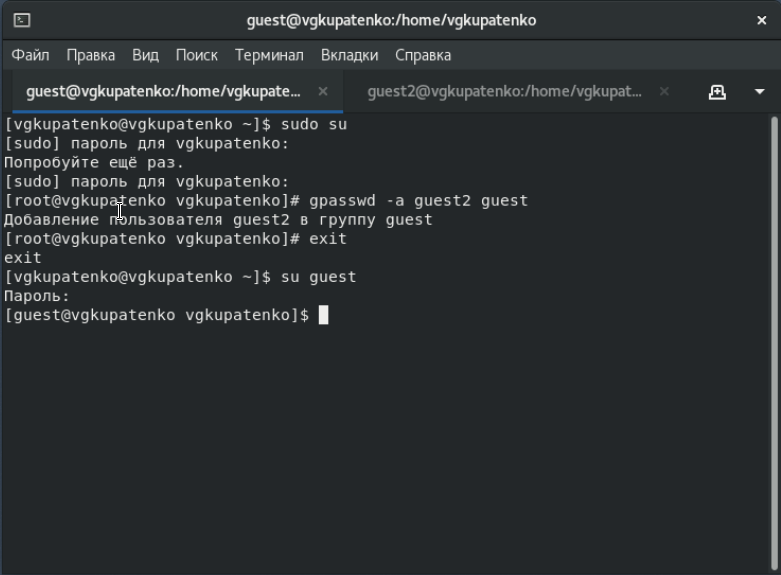 guest@vgkupatenko:/home/vgkupatenko
Файл Правка Вид Поиск Терминал Вкладки Справка
guest@vgkupatenko:/home/vgkupate... guest2@vgkupatenko:/home/vgkupat...
[vgkupatenko@vgkupatenko ~]$ sudo su
[sudo] пароль для vgkupatenko:
Попробуйте ещё раз.
[sudo] пароль для vgkupatenko:
[root@vgkupatenko vgkupatenko]# gpasswd -a guest2 guest
Добавление пользователя guest2 в группу guest
[root@vgkupatenko vgkupatenko]# exit
exit
[vgkupatenko@vgkupatenko ~]$ su guest
Пароль:
[guest@vgkupatenko vgkupatenko]$